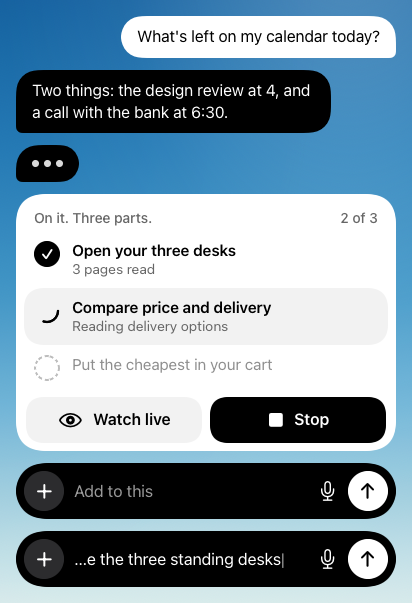 What's left on my calendar today?
Two things: the design review at 4, and
a call with the bank at 6:30.
On it. Three parts.
2 of 3
Open your three desks
3 pages read
Compare price and delivery
Reading delivery options
Put the cheapest in your cart
Watch live
Stop
Add to this
...e the three standing desks